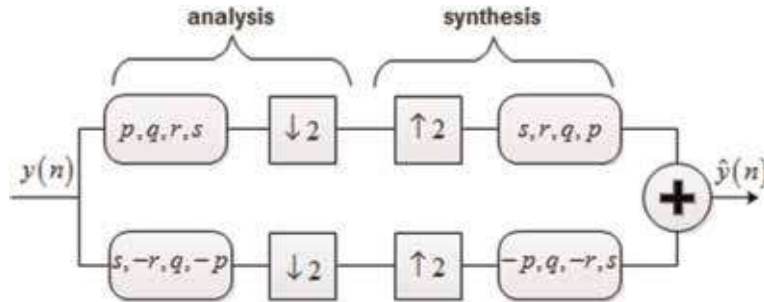 analysis
synthesis
p,q,r,s
↓2
↑2
s,r,q,p
y(n)
ŷ(n)
+
s,−r,q,−p
↓2
↑2
−p,q,−r,s